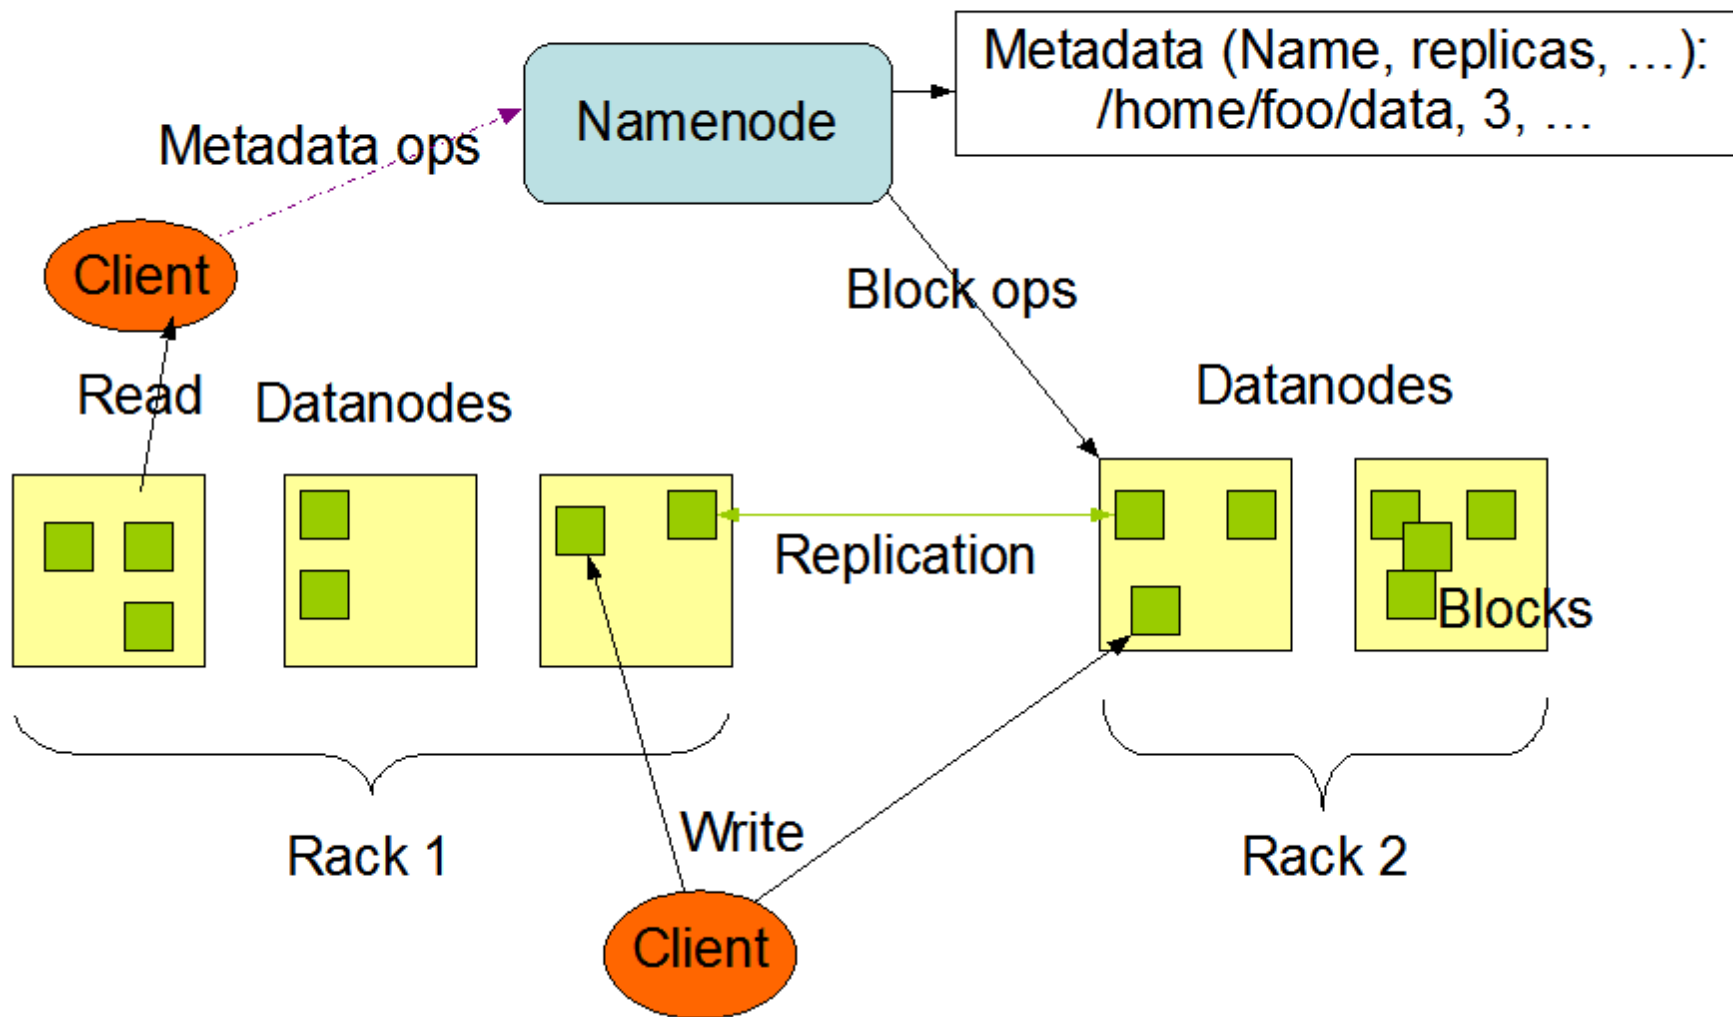 Metadata (Name, replicas, …):
/home/foo/data, 3, …
Namenode
Metadata ops
Client
Block ops
Read
Datanodes
Datanodes
Replication
Blocks
Rack 1
Write
Rack 2
Client